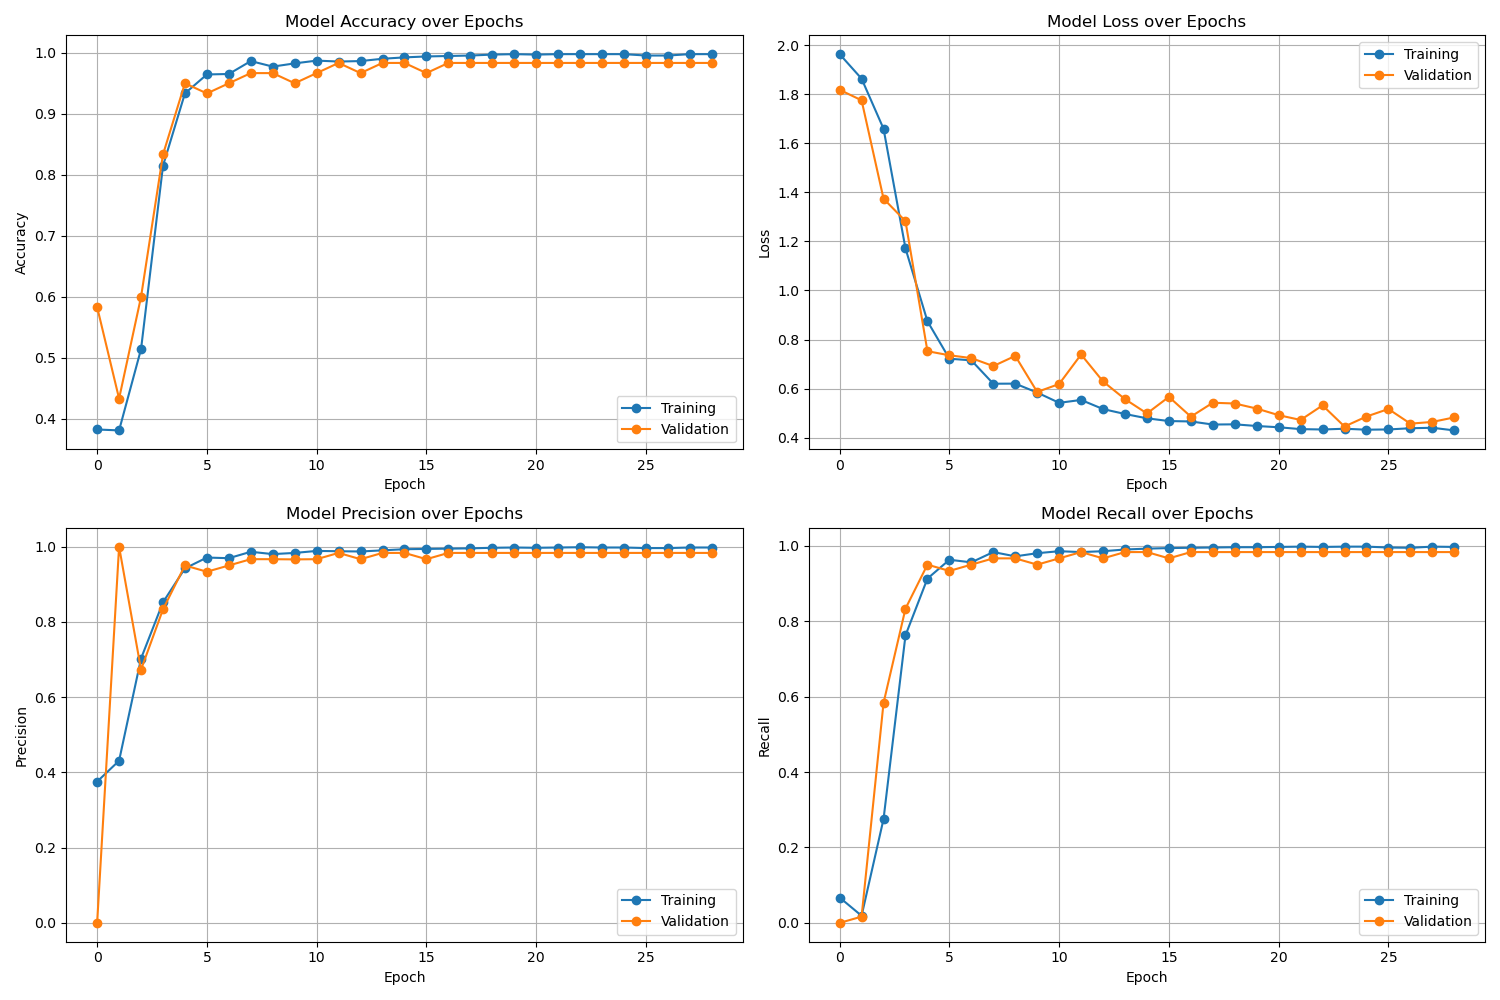 Model Accuracy over Epochs
1.0
0.9
0.8
0.7
0.6
0.5
0.4
Accuracy
Training
Validation
0 5 10 15 20 25
Epoch
Model Loss over Epochs
2.0
1.8
1.6
1.4
1.2
1.0
0.8
0.6
0.4
Loss
Training
Validation
0 5 10 15 20 25
Epoch
Model Precision over Epochs
1.0
0.8
0.6
0.4
0.2
0.0
Precision
Training
Validation
0 5 10 15 20 25
Epoch
Model Recall over Epochs
1.0
0.8
0.6
0.4
0.2
0.0
Recall
Training
Validation
0 5 10 15 20 25
Epoch